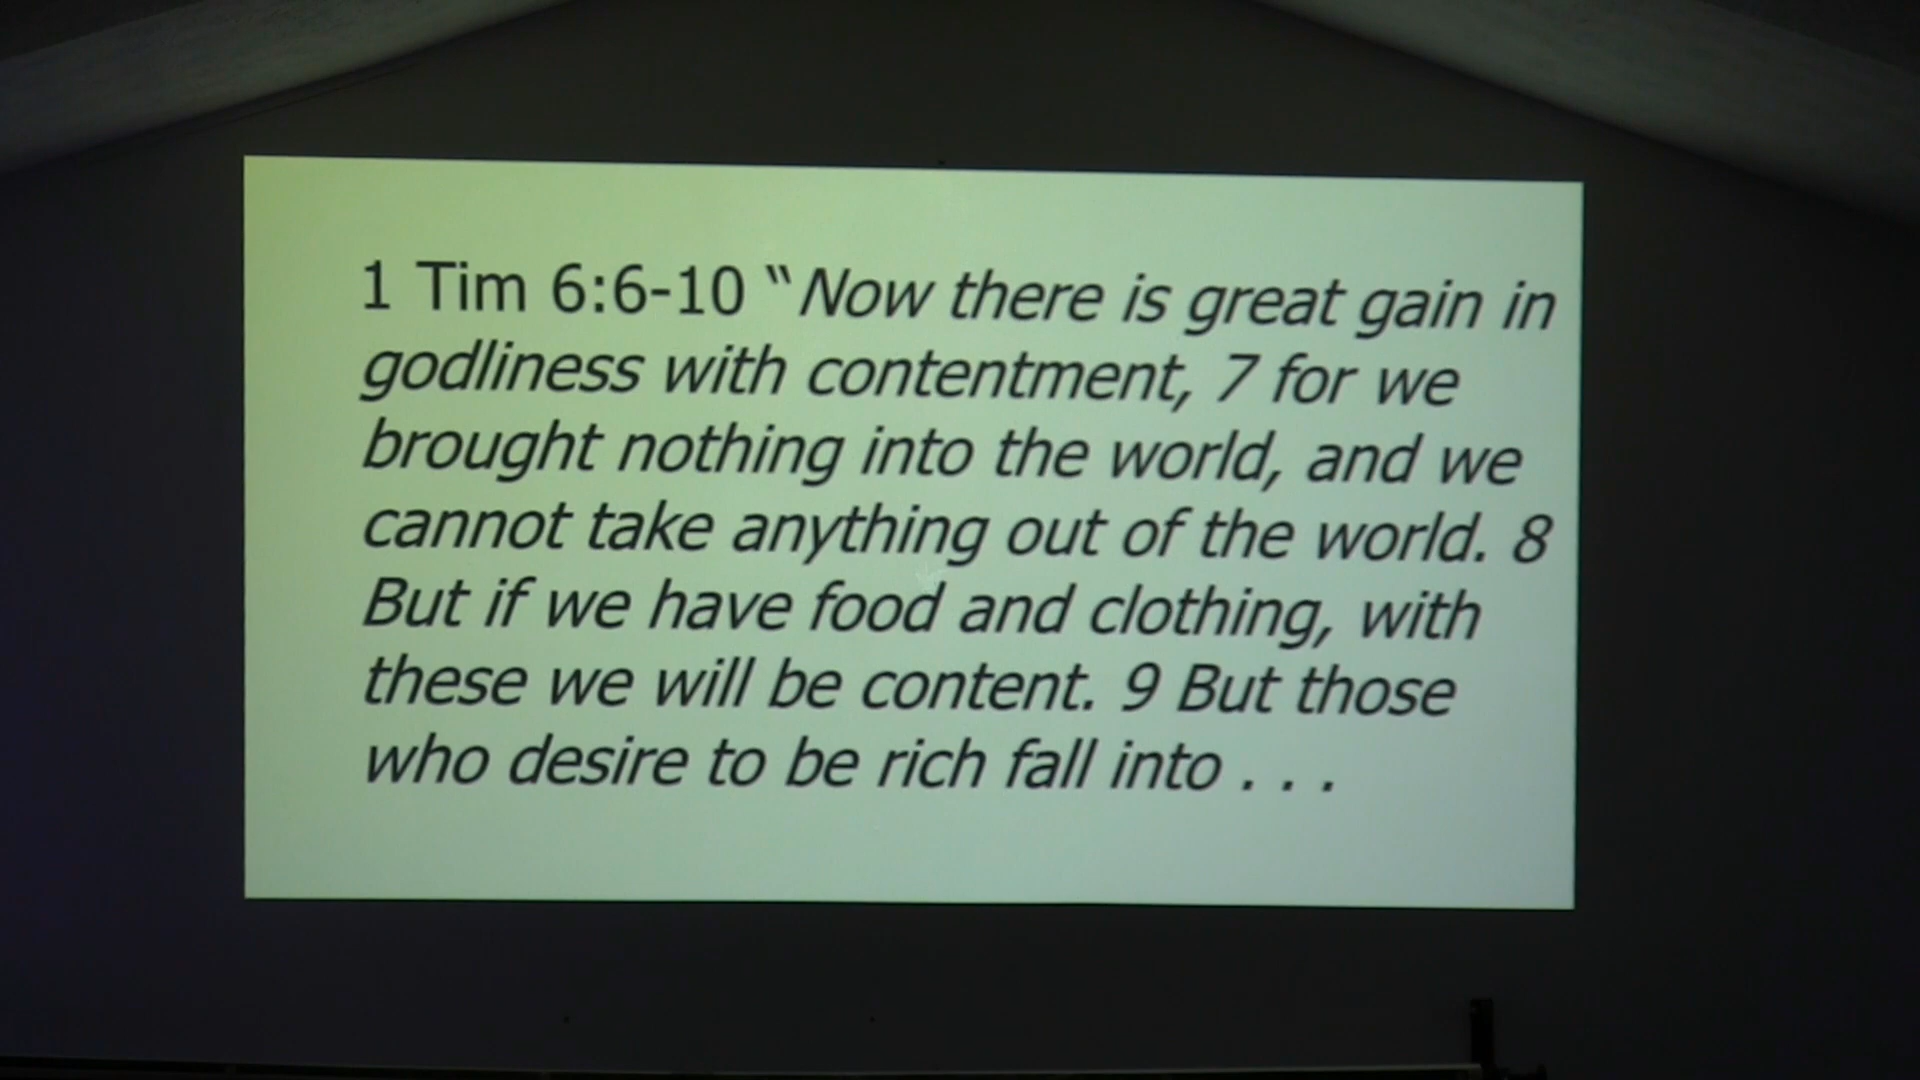 1 Tim 6:6-10 “Now there is great gain in
godliness with contentment, 7 for we
brought nothing into the world, and we
cannot take anything out of the world. 8
But if we have food and clothing, with
these we will be content. 9 But those
who desire to be rich fall into . . .